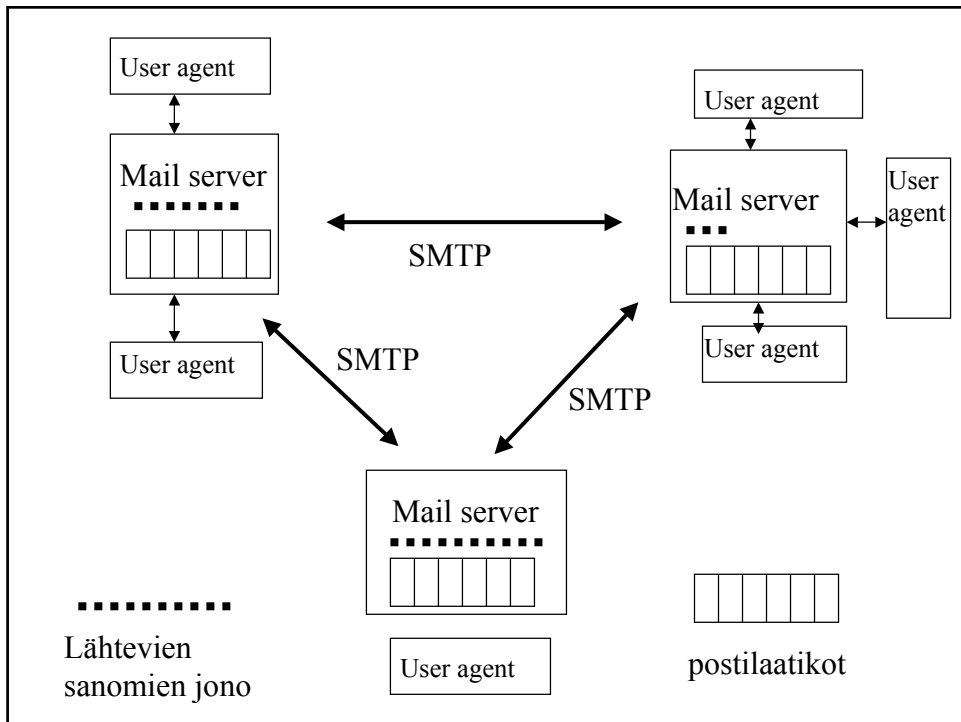 User agent
User agent
Mail server
User
agent
Mail server
SMTP
User agent
SMTP
User agent
SMTP
Mail server
Lähtevien
sanomien jono
User agent
postilaatikot